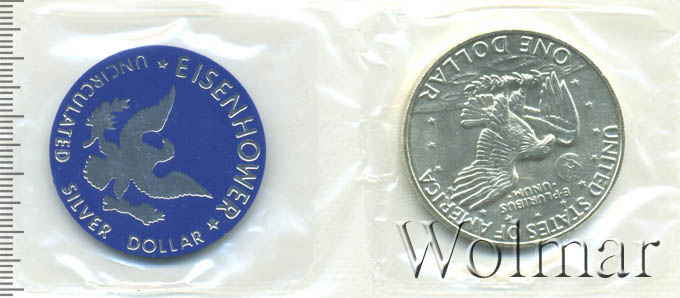 EISENHOWER
UNCIRCULATED SILVER DOLLAR
UNITED STATES OF AMERICA
E PLURIBUS
UNUM
ONE DOLLAR
Wolmar